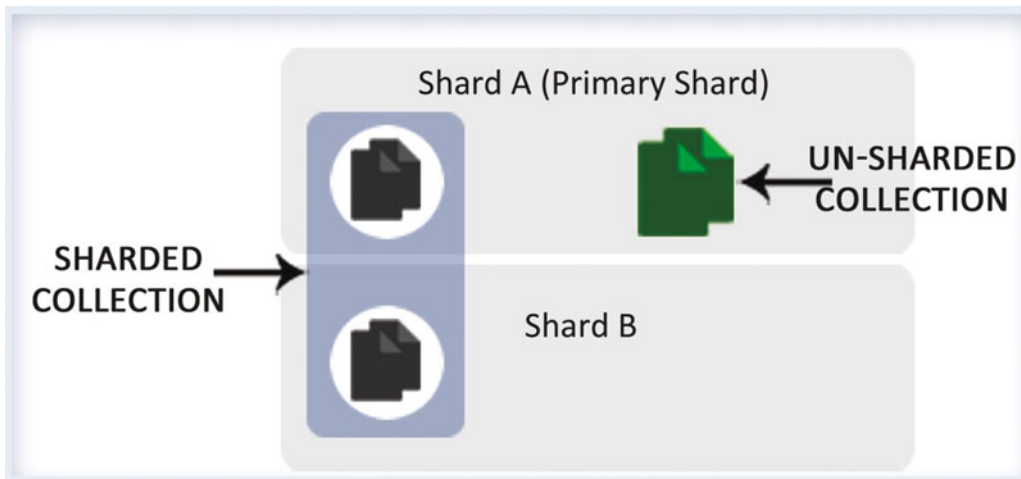 Shard A (Primary Shard)
UN-SHARDED
COLLECTION
SHARDED
COLLECTION
Shard B